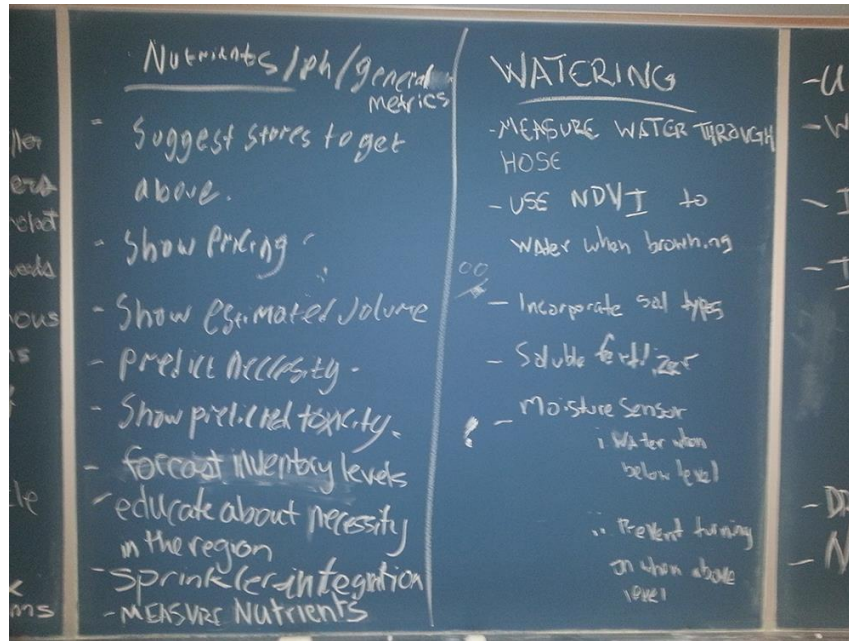 Nutrients/ph/general
metrics
- Suggest stores to get
above.
- Show Pricing
- Show Estimated Volume
- Predict necessity.
- Show predicted toxicity.
- forcast inventory levels
- educate about necessity
in the region
- Sprinkler integrtion
- MEASURE Nutrients
WATERING
- MEASURE WATER THROUGH
HOSE
- USE NDVI to
water when browning
- Incorporate soil types
- Soluble fertilizer
- Moisture Sensor
i water when
below level
ii Prevent turning
on when above
level